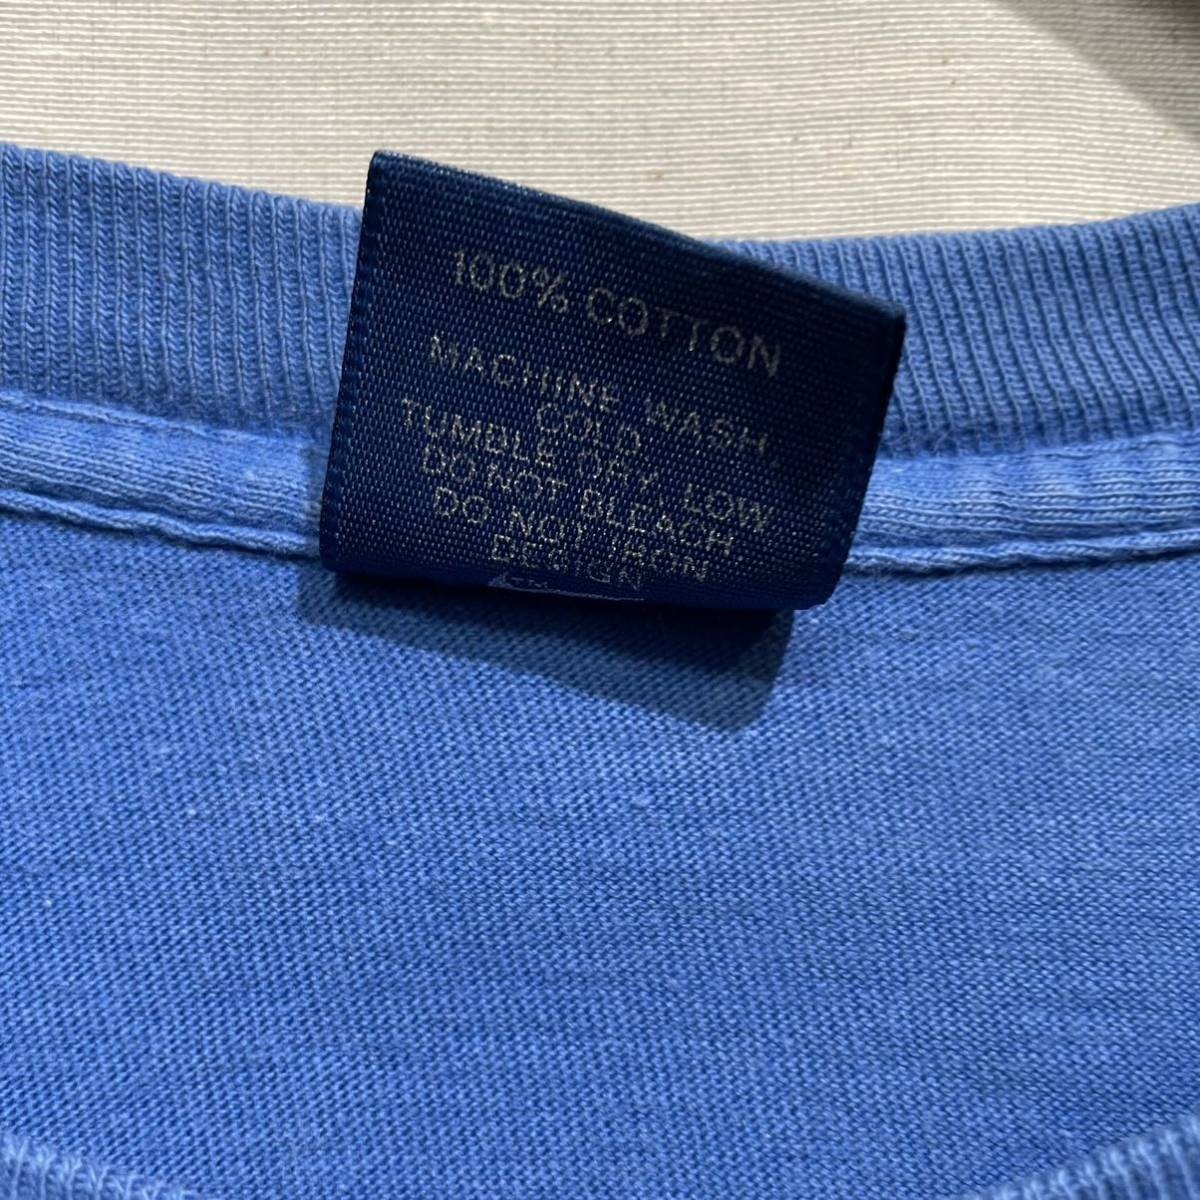 100% COTTON
MACHINE WASH
COLD.
TUMBLE DRY. LOW
DO NOT BLEACH
DO NOT IRON
DESIGN